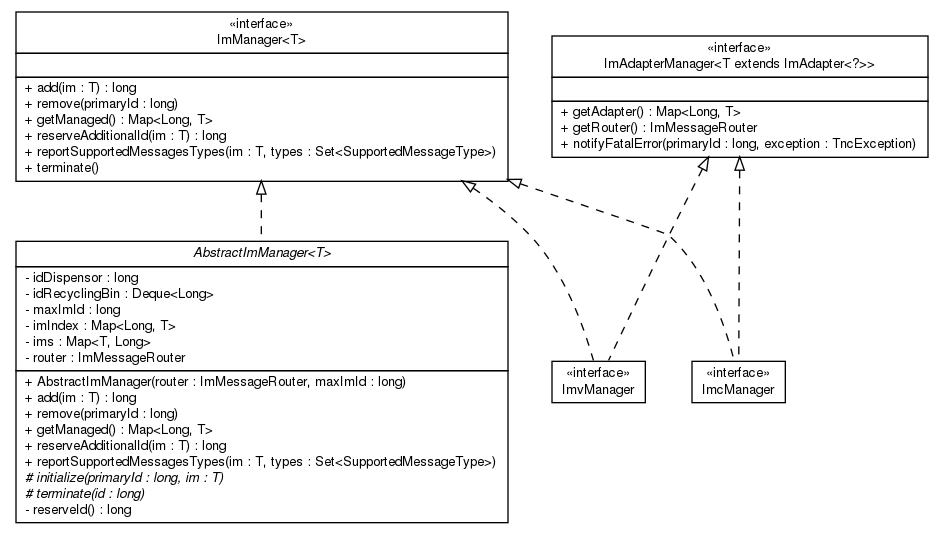 «interface»
ImManager<T>
+ add(im : T) : long
+ remove(primaryId : long)
+ getManaged() : Map<Long, T>
+ reserveAdditionalId(im : T) : long
+ reportSupportedMessagesTypes(im : T, types : Set<SupportedMessageType>)
+ terminate()
«interface»
ImAdapterManager<T extends ImAdapter<?>>
+ getAdapter() : Map<Long, T>
+ getRouter() : ImMessageRouter
+ notifyFatalError(primaryId : long, exception : TncException)
AbstractImManager<T>
- idDispensor : long
- idRecyclingBin : Deque<Long>
- maxImId : long
- imIndex : Map<Long, T>
- ims : Map<T, Long>
- router : ImMessageRouter
+ AbstractImManager(router : ImMessageRouter, maxImId : long)
+ add(im : T) : long
+ remove(primaryId : long)
+ getManaged() : Map<Long, T>
+ reserveAdditionalId(im : T) : long
+ reportSupportedMessagesTypes(im : T, types : Set<SupportedMessageType>)
# initialize(primaryId : long, im : T)
# terminate(id : long)
- reserveId() : long
«interface»
ImvManager
«interface»
ImcManager